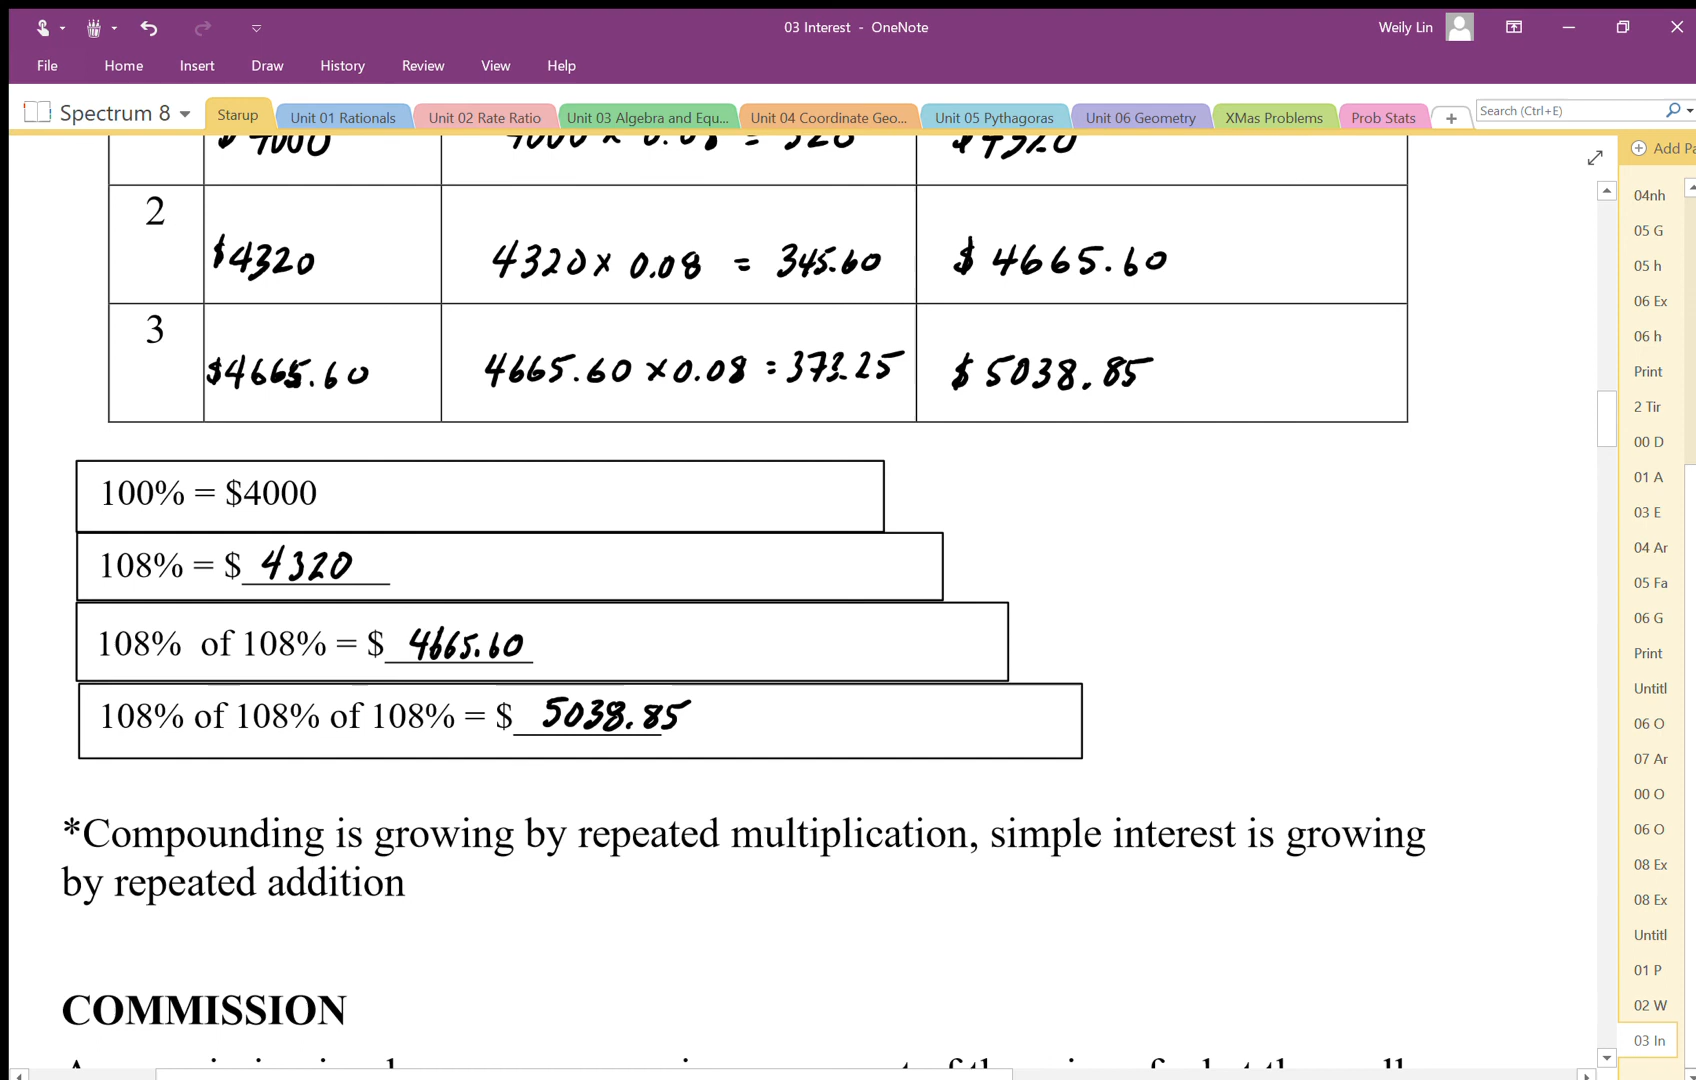 03 Interest - OneNote
Weily Lin
File Home Insert Draw History Review View Help
Spectrum 8
Starup
Unit 01 Rationals
Unit 02 Rate Ratio
Unit 03 Algebra and Equ...
Unit 04 Coordinate Geo...
Unit 05 Pythagoras
Unit 06 Geometry
XMas Problems
Prob Stats
+
Search (Ctrl+E)
Add Pa
$4000 4000 x 0.08 = 320 $4320
2
$4320 4320 x 0.08 = 345.60 $ 4665.60
3
$4665.60 4665.60 x 0.08 = 373.25 $ 5038.85
100% = $4000
108% = $ 4320
108% of 108% = $ 4665.60
108% of 108% of 108% = $ 5038.85
*Compounding is growing by repeated multiplication, simple interest is growing
by repeated addition
COMMISSION
04nh
05 G
05 h
06 Ex
06 h
Print
2 Tir
00 D
01 A
03 E
04 Ar
05 Fa
06 G
Print
Untitl
06 O
07 Ar
00 O
06 O
08 Ex
08 Ex
Untitl
01 P
02 W
03 In